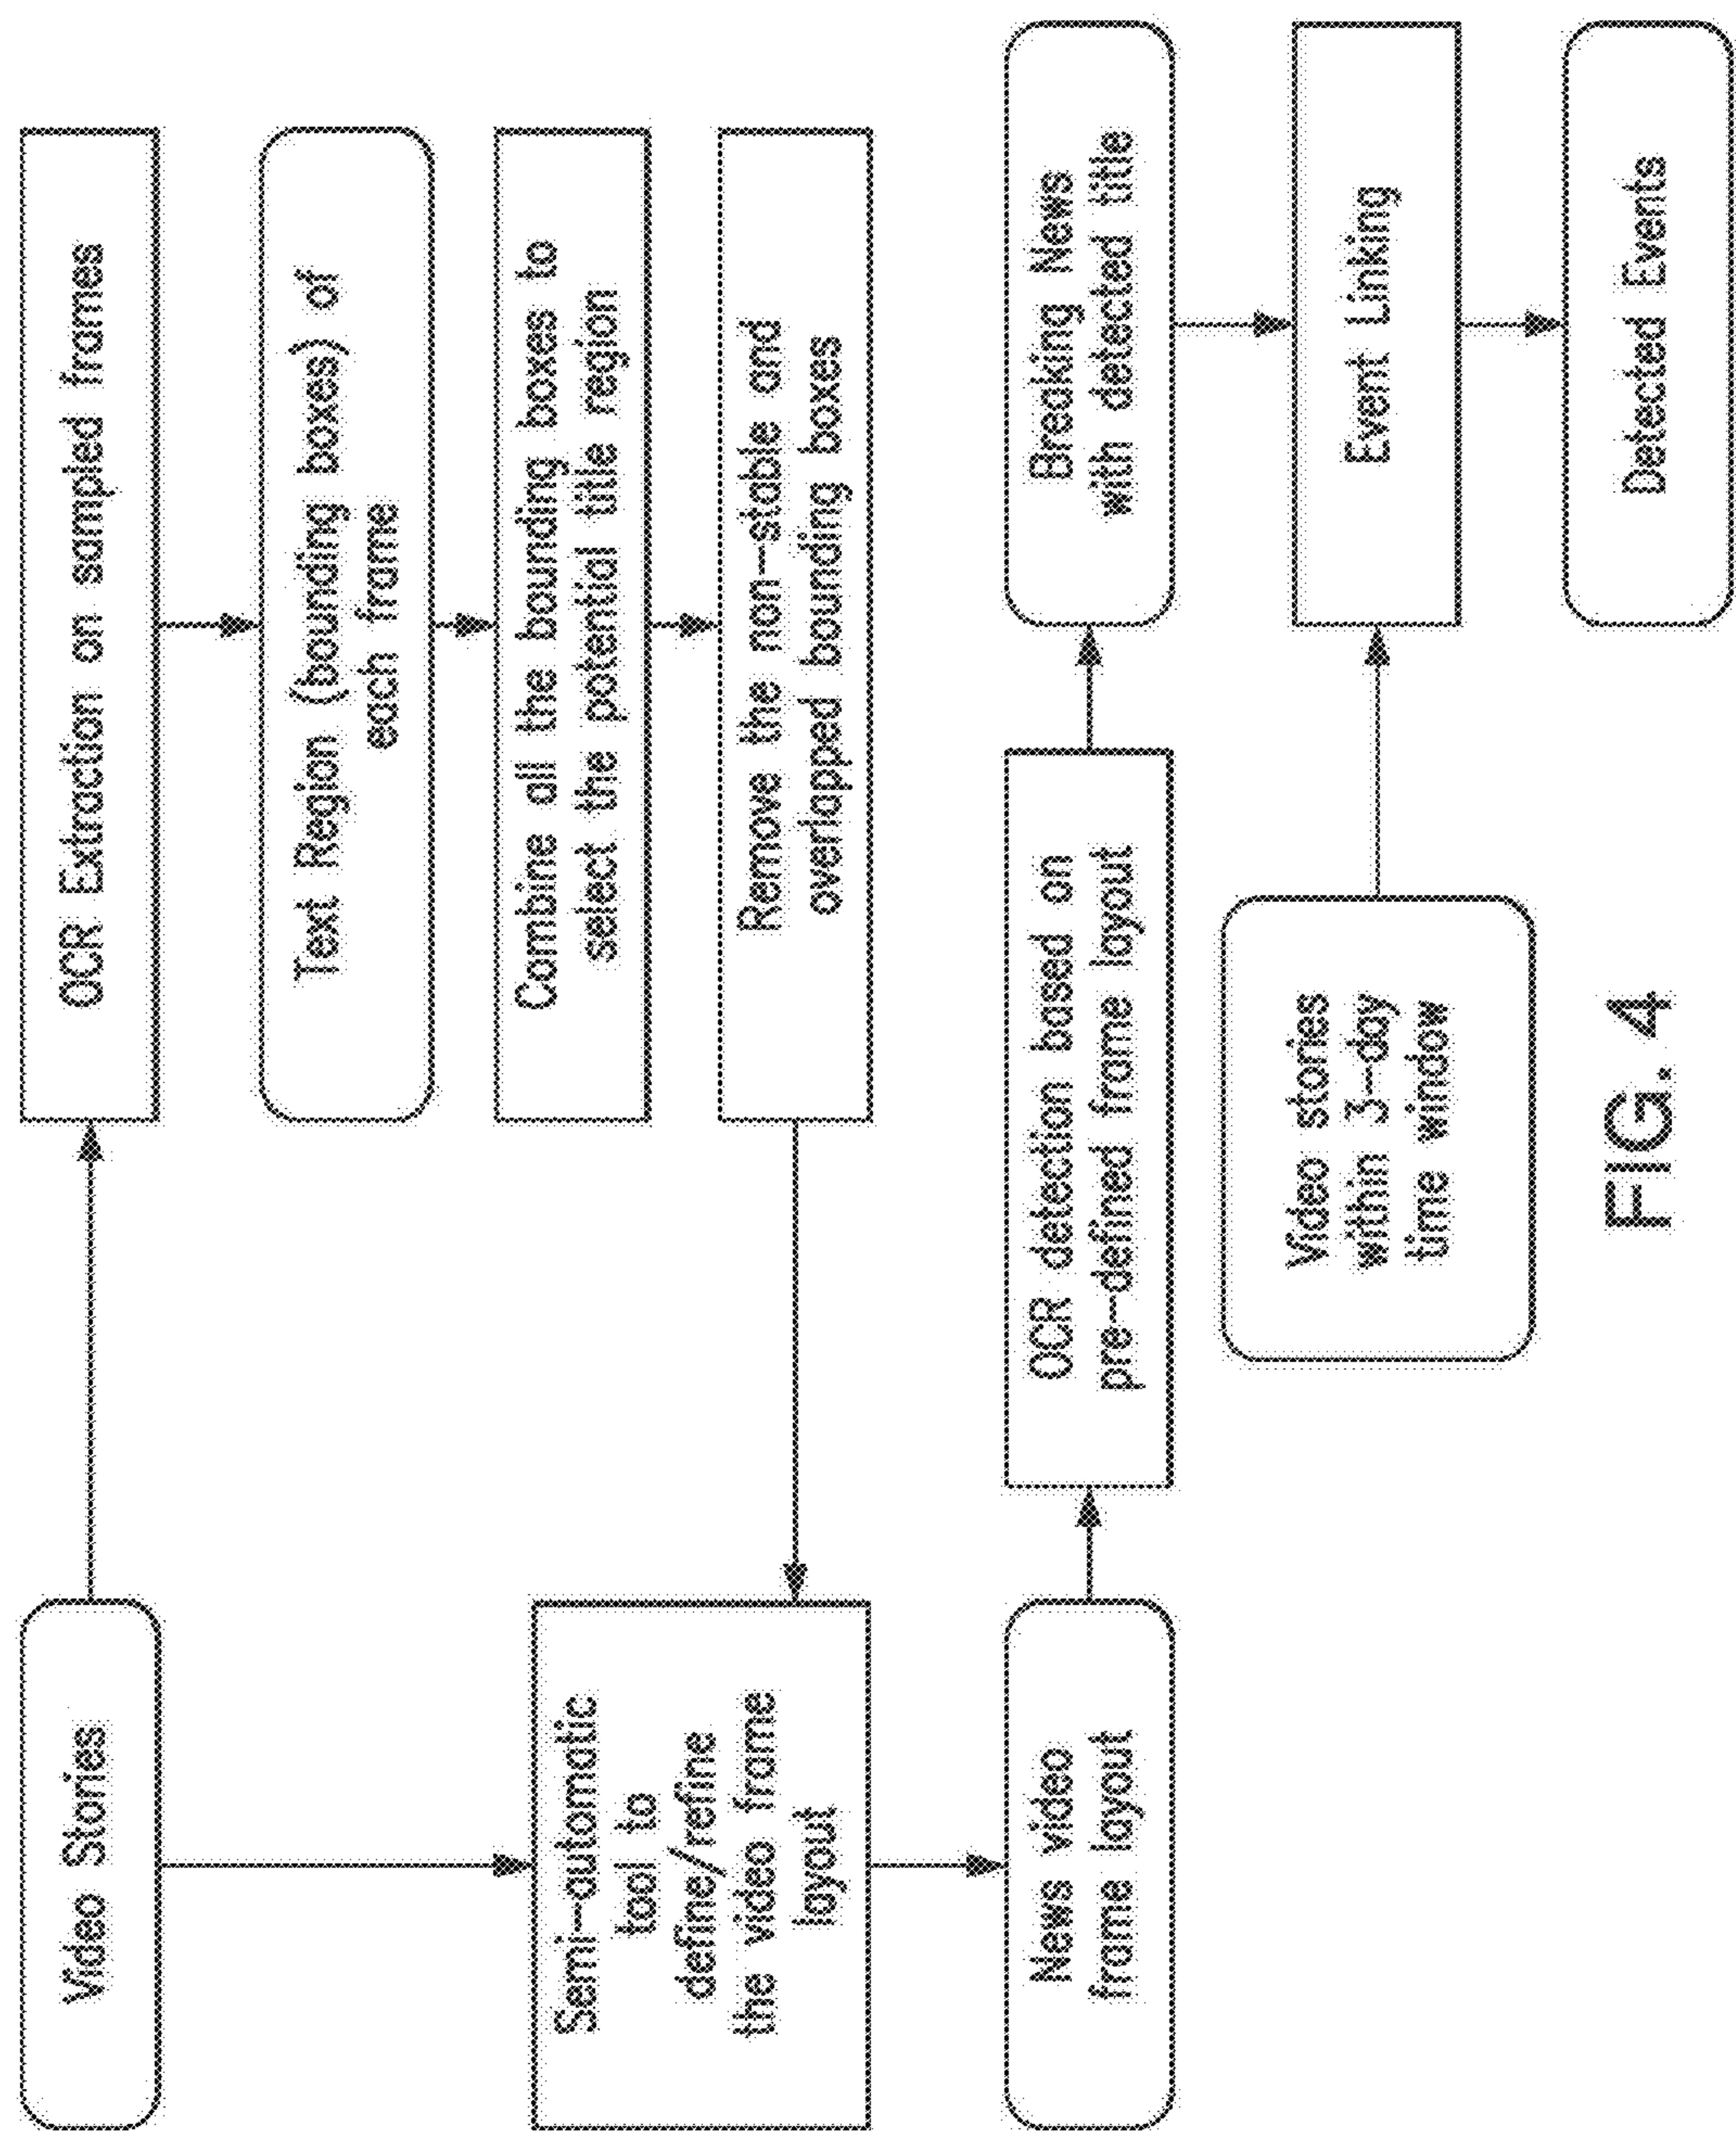 Video Stories
OCR Extraction on sampled frames
Text Region (bounding boxes) of
each frame
Combine all the bounding boxes to
select the potential title region
Remove the non-stable and
overlapped bounding boxes
Semi-automatic
tool to
define/refine
the video frame
layout
News video
frame layout
OCR detection based on
pre-defined frame layout
Breaking News
with detected title
Video stories
within 3-day
time window
Event Linking
Detected Events
FIG. 4